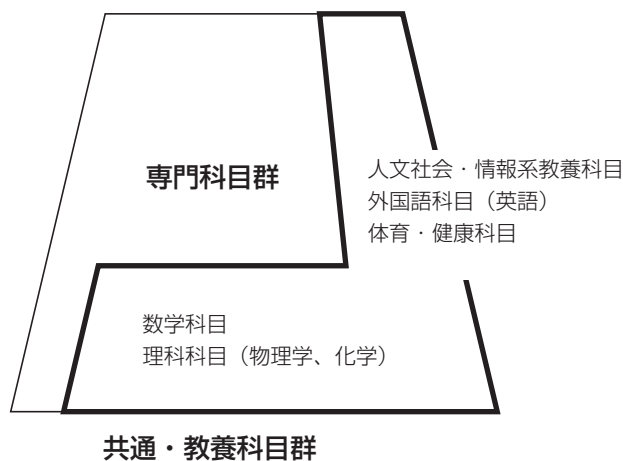 専門科目群
人文社会・情報系教養科目
外国語科目（英語）
体育・健康科目
数学科目
理科科目（物理学、化学）
共通・教養科目群